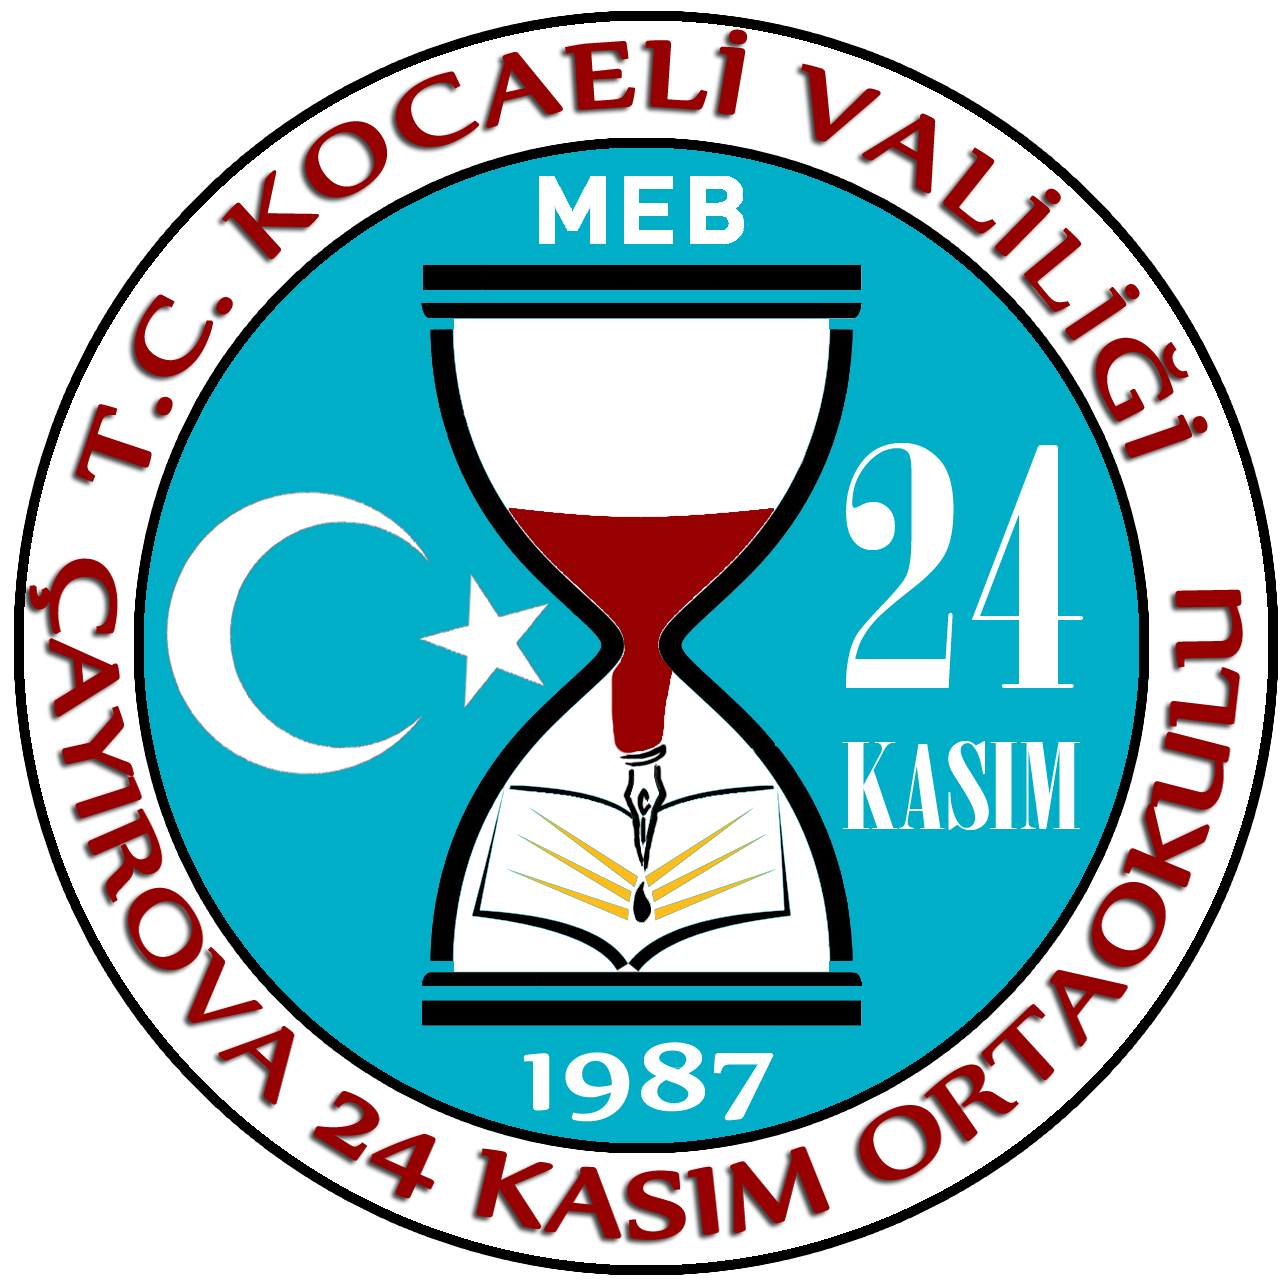 T.C. KOCAELİ VALİLİĞİ
MEB
24
KASIM
1987
ÇAYIROVA 24 KASIM ORTAOKULU